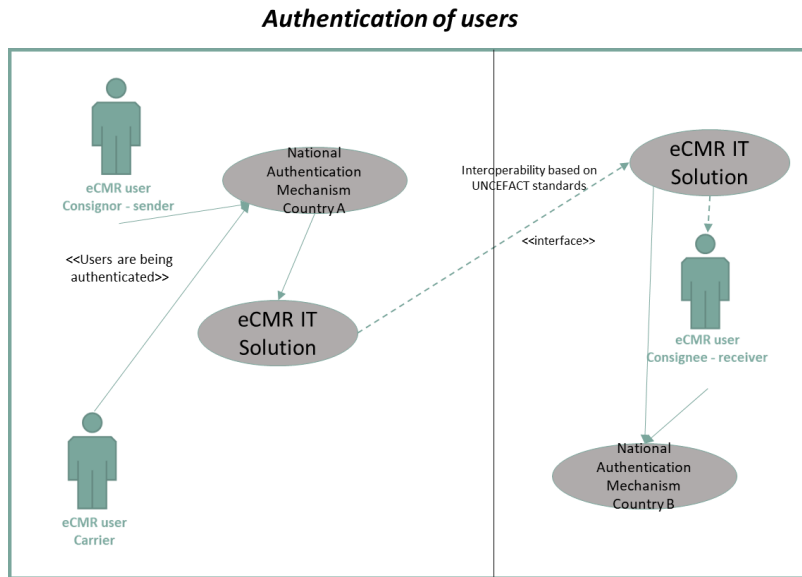 Authentication of users
eCMR user
Consignor - sender
National
Authentication
Mechanism
Country A
<<Users are being
authenticated>>
eCMR IT
Solution
eCMR user
Carrier
Interoperability based on
UNCEFACT standards
<<interface>>
eCMR IT
Solution
eCMR user
Consignee - receiver
National
Authentication
Mechanism
Country B